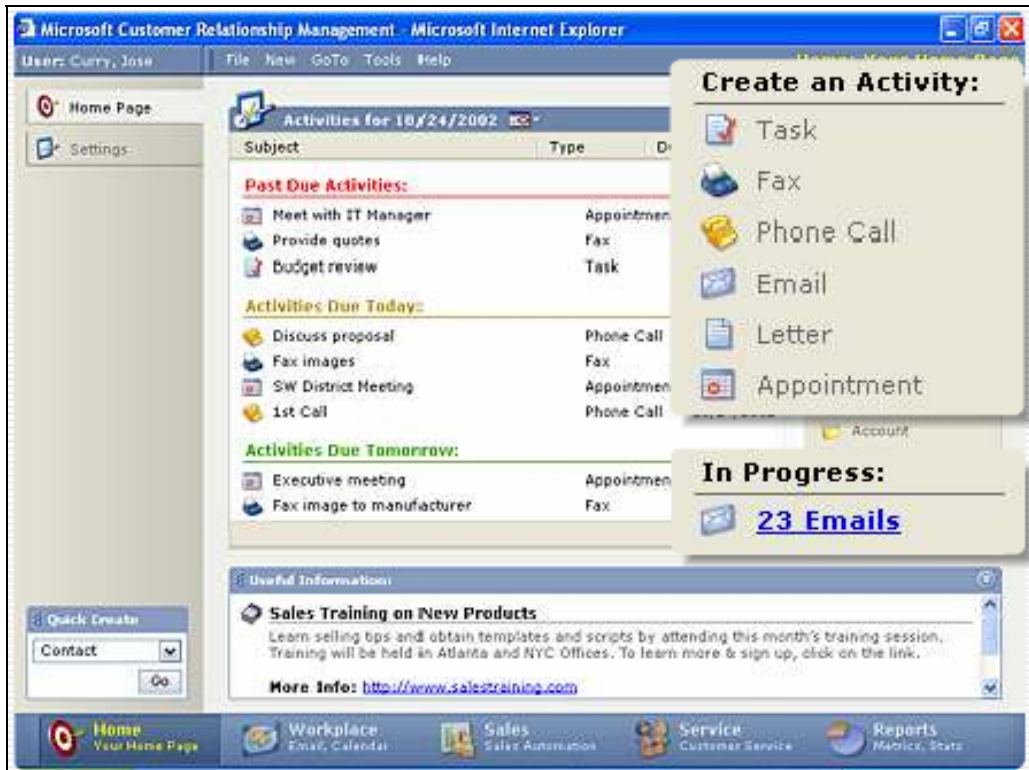 Microsoft Customer Relationship Management - Microsoft Internet Explorer
User: Curry, Jose
File New GoTo Tools Help
Home: Your Home Page
Home Page
Settings
Activities for 10/24/2002
Subject Type
Past Due Activities:
Meet with IT Manager Appointmen
Provide quotes Fax
Budget review Task
Activities Due Today:
Discuss proposal Phone Call
Fax images Fax
SW District Meeting Appointmen
1st Call Phone Call
Activities Due Tomorrow:
Executive meeting Appointmen
Fax image to manufacturer Fax
Create an Activity:
Task
Fax
Phone Call
Email
Letter
Appointment
Account
In Progress:
23 Emails
Useful Information:
Sales Training on New Products
Learn selling tips and obtain templates and scripts by attending this month's training session.
Training will be held in Atlanta and NYC Offices. To learn more & sign up, click on the link.
More Info: http://www.salestraining.com
Quick Create
Contact
Go
Home
Your Home Page
Workplace
Email, Calendar
Sales
Sales Automation
Service
Customer Service
Reports
Metrics, Stats